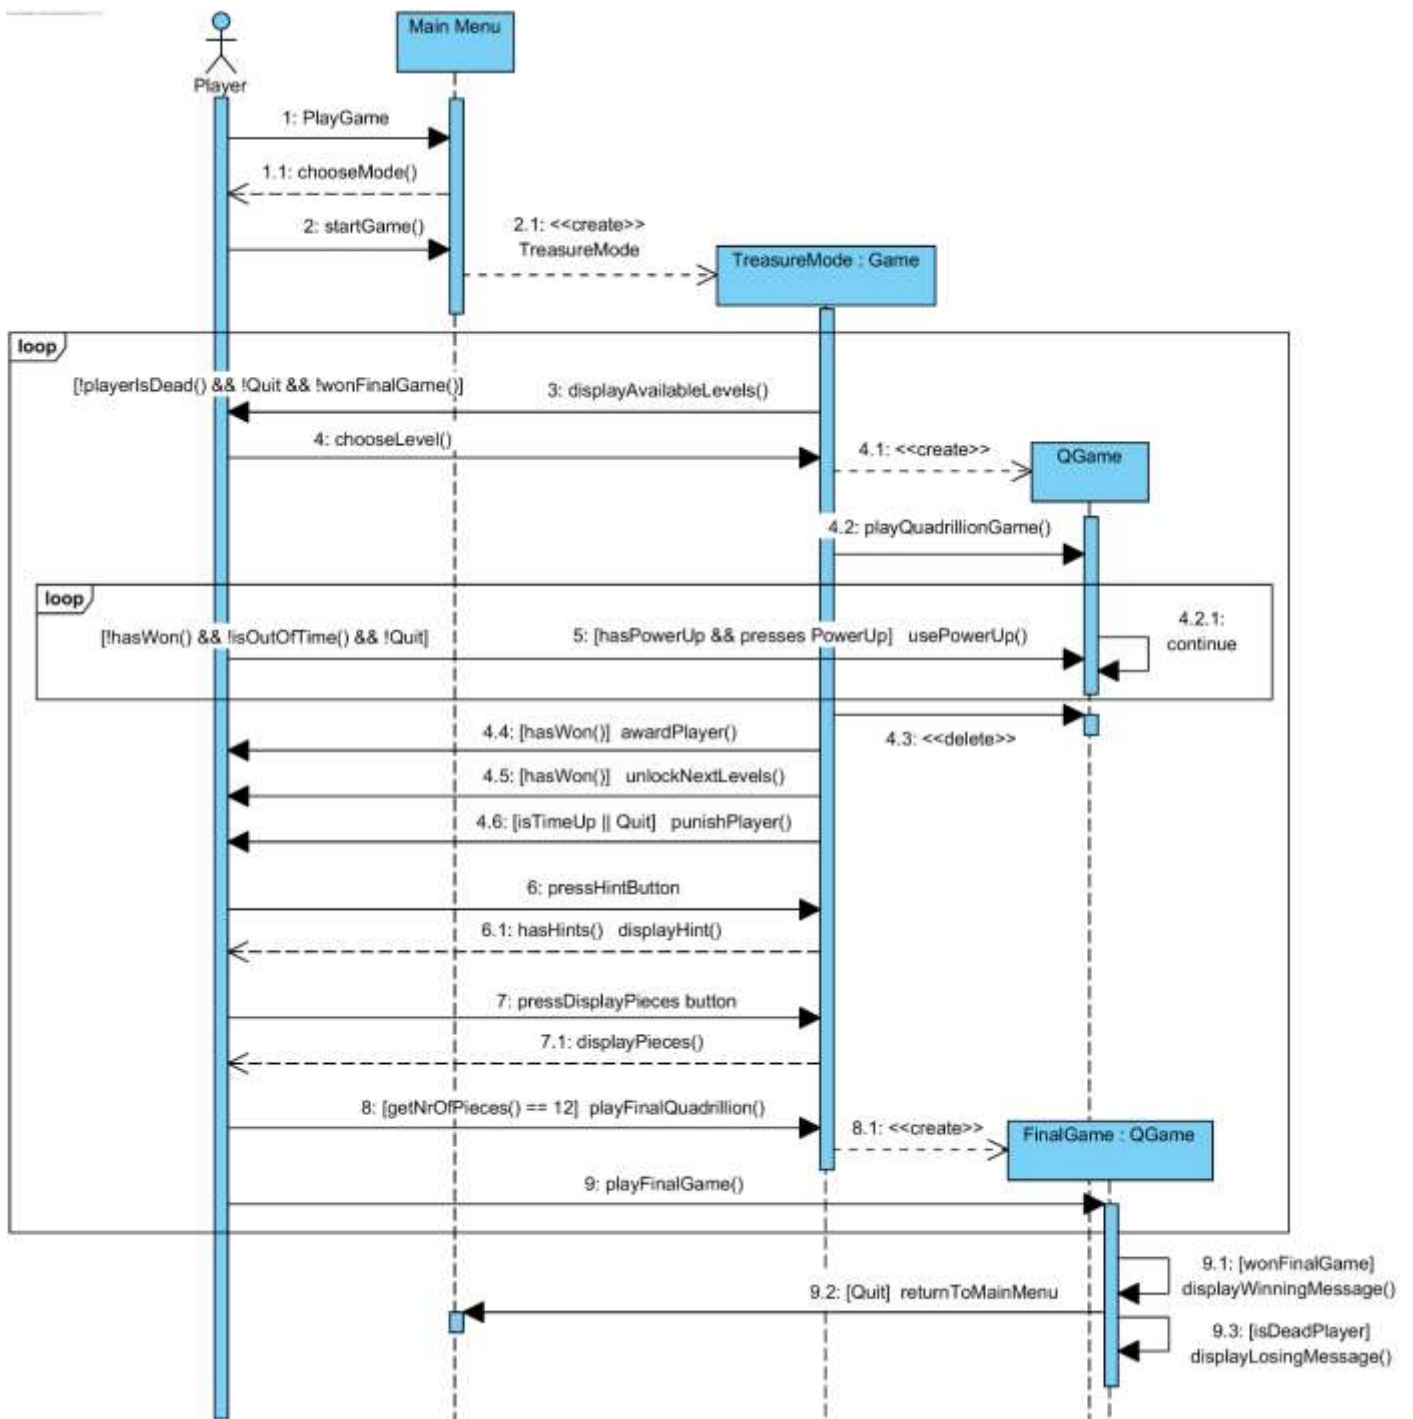 Main Menu
Player
1: PlayGame
1.1: chooseMode()
2: startGame()
2.1: <<create>>
TreasureMode
TreasureMode : Game
loop
[!playerIsDead() && !Quit && !wonFinalGame()]
3: displayAvailableLevels()
4: chooseLevel()
4.1: <<create>>
QGame
4.2: playQuadrillionGame()
loop
[!hasWon() && !isOutOfTime() && !Quit]
5: [hasPowerUp && presses PowerUp] usePowerUp()
4.2.1:
continue
4.3: <<delete>>
4.4: [hasWon()] awardPlayer()
4.5: [hasWon()] unlockNextLevels()
4.6: [isTimeUp || Quit] punishPlayer()
6: pressHintButton
6.1: hasHints() displayHint()
7: pressDisplayPieces button
7.1: displayPieces()
8: [getNrOfPieces() == 12] playFinalQuadrillion()
8.1: <<create>>
FinalGame : QGame
9: playFinalGame()
9.1: [wonFinalGame]
displayWinningMessage()
9.2: [Quit] returnToMainMenu
9.3: [isDeadPlayer]
displayLosingMessage()